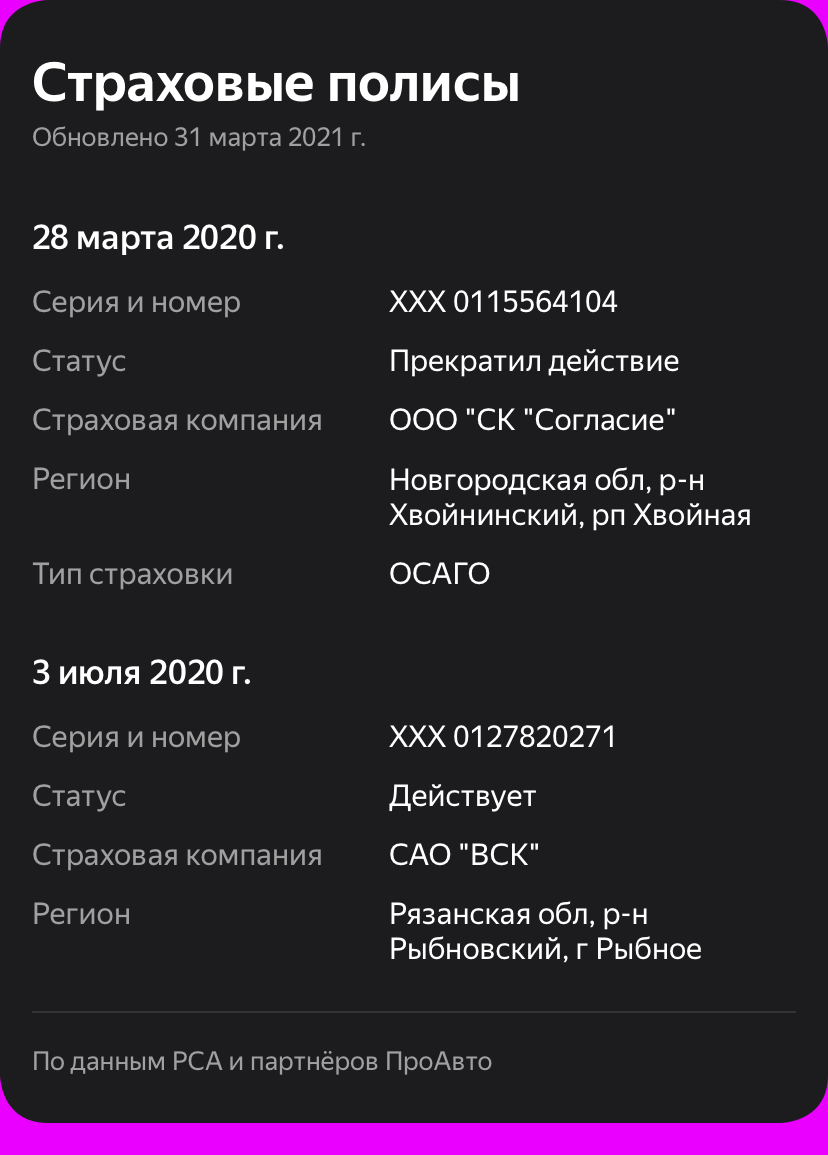 Страховые полисы
Обновлено 31 марта 2021 г.
28 марта 2020 г.
Серия и номер ХХХ 0115564104
Статус Прекратил действие
Страховая компания ООО "СК "Согласие"
Регион Новгородская обл, р-н
Хвойнинский, рп Хвойная
Тип страховки ОСАГО
3 июля 2020 г.
Серия и номер ХХХ 0127820271
Статус Действует
Страховая компания САО "ВСК"
Регион Рязанская обл, р-н
Рыбновский, г Рыбное
По данным РСА и партнёров ПроАвто